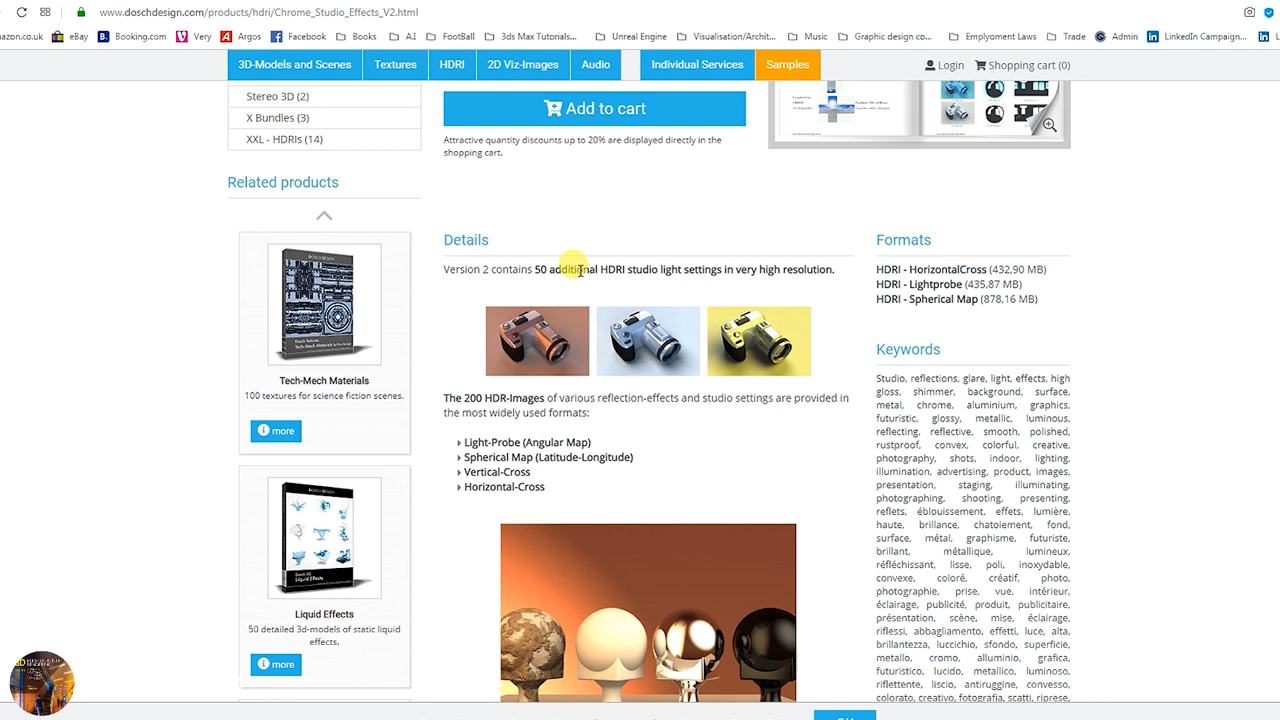 www.doschdesign.com/products/hdri/Chrome_Studio_Effects_V2.html
azon.co.uk eBay Booking.com Very Argos Facebook Books A.I FootBall 3ds Max Tutorials... Unreal Engine Visualisation/Archit... Music Graphic design co... Emplyoment Laws Trade Admin LinkedIn Campaign...
3D-Models and Scenes Textures HDRI 2D Viz-Images Audio Individual Services Samples Login Shopping cart (0)
Stereo 3D (2)
X Bundles (3)
XXL - HDRIs (14)
Add to cart
Attractive quantity discounts up to 20% are displayed directly in the
shopping cart.
Related products
Tech-Mech Materials
100 textures for science fiction scenes.
more
Liquid Effects
50 detailed 3d-models of static liquid
effects.
more
Details
Version 2 contains 50 additional HDRI studio light settings in very high resolution.
The 200 HDR-Images of various reflection-effects and studio settings are provided in
the most widely used formats:
Light-Probe (Angular Map)
Spherical Map (Latitude-Longitude)
Vertical-Cross
Horizontal-Cross
Formats
HDRI - HorizontalCross (432,90 MB)
HDRI - Lightprobe (435,87 MB)
HDRI - Spherical Map (878,16 MB)
Keywords
Studio, reflections, glare, light, effects, high
gloss, shimmer, background, surface,
metal, chrome, aluminium, graphics,
futuristic, glossy, metallic, luminous,
reflecting, reflective, smooth, polished,
rustproof, convex, colorful, creative,
photography, shots, indoor, lighting,
illumination, advertising, product, images,
presentation, staging, illuminating,
photographing, shooting, presenting,
reflets, éblouissement, effets, lumière,
haute, brillance, chatoiement, fond,
surface, métal, graphisme, futuriste,
brillant, métallique, lumineux,
réfléchissant, lisse, poli, inoxydable,
convexe, coloré, créatif, photo,
photographie, prise, vue, intérieur,
éclairage, publicité, produit, publicitaire,
présentation, scène, mise, éclairage,
riflessi, abbagliamento, effetti, luce, alta,
brillantezza, luccichio, sfondo, superficie,
metallo, cromo, alluminio, grafica,
futuristico, lucido, metallico, luminoso,
riflettente, liscio, antiruggine, convesso,
colorato, creativo, fotografia, scatti, riprese,